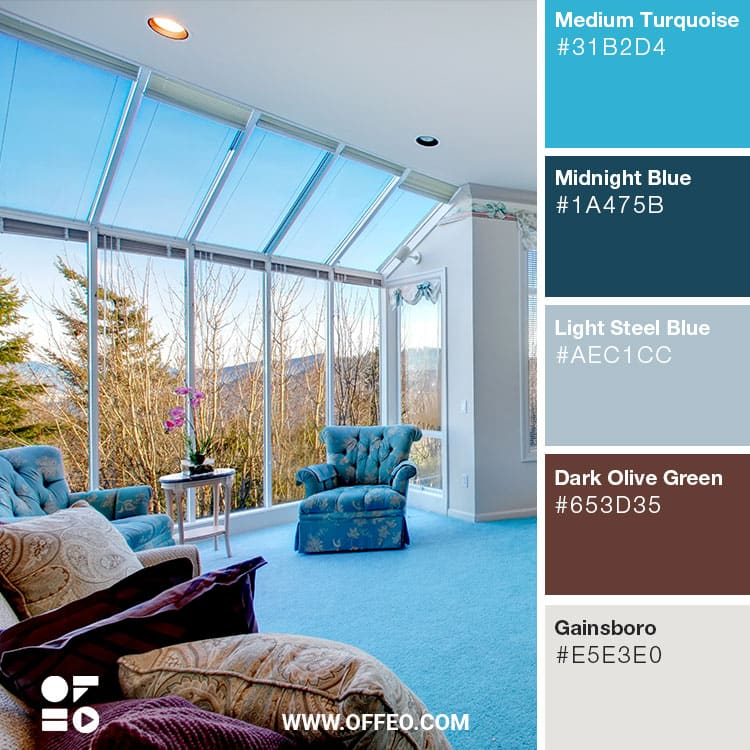 Medium Turquoise
#31B2D4
Midnight Blue
#1A475B
Light Steel Blue
#AEC1CC
Dark Olive Green
#653D35
Gainsboro
#E5E3E0
WWW.OFFEO.COM